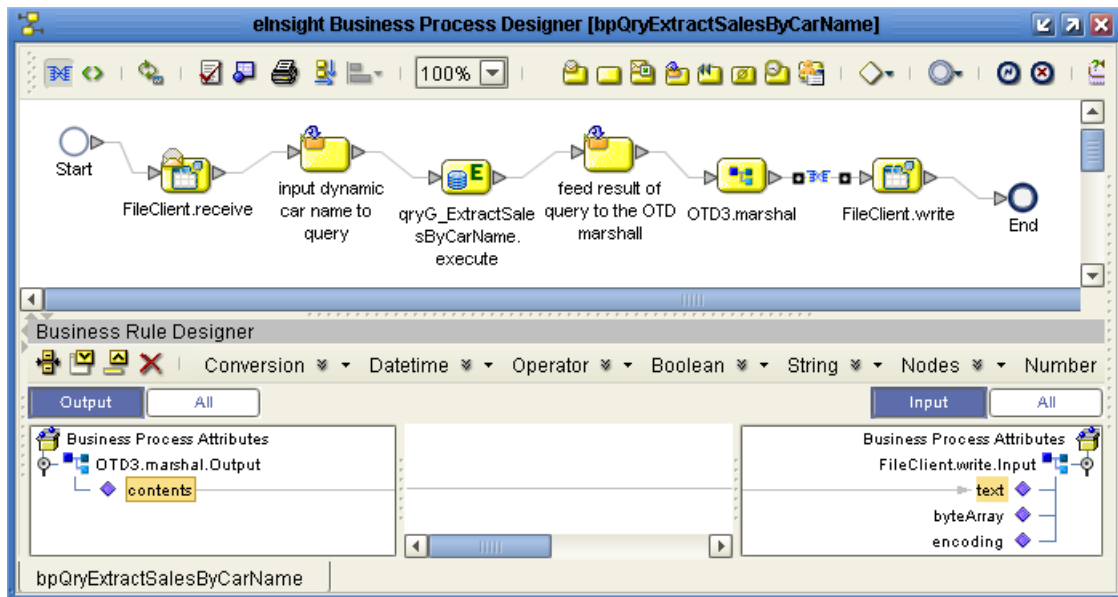 eInsight Business Process Designer [bpQryExtractSalesByCarName]
100%
Start
FileClient.receive
input dynamic
car name to
query
qryG_ExtractSale
sByCarName.
execute
feed result of
query to the OTD
marshall
OTD3.marshal
FileClient.write
End
Business Rule Designer
Conversion Datetime Operator Boolean String Nodes Number
Output All
Input All
Business Process Attributes
OTD3.marshal.Output
contents
Business Process Attributes
FileClient.write.Input
text
byteArray
encoding
bpQryExtractSalesByCarName